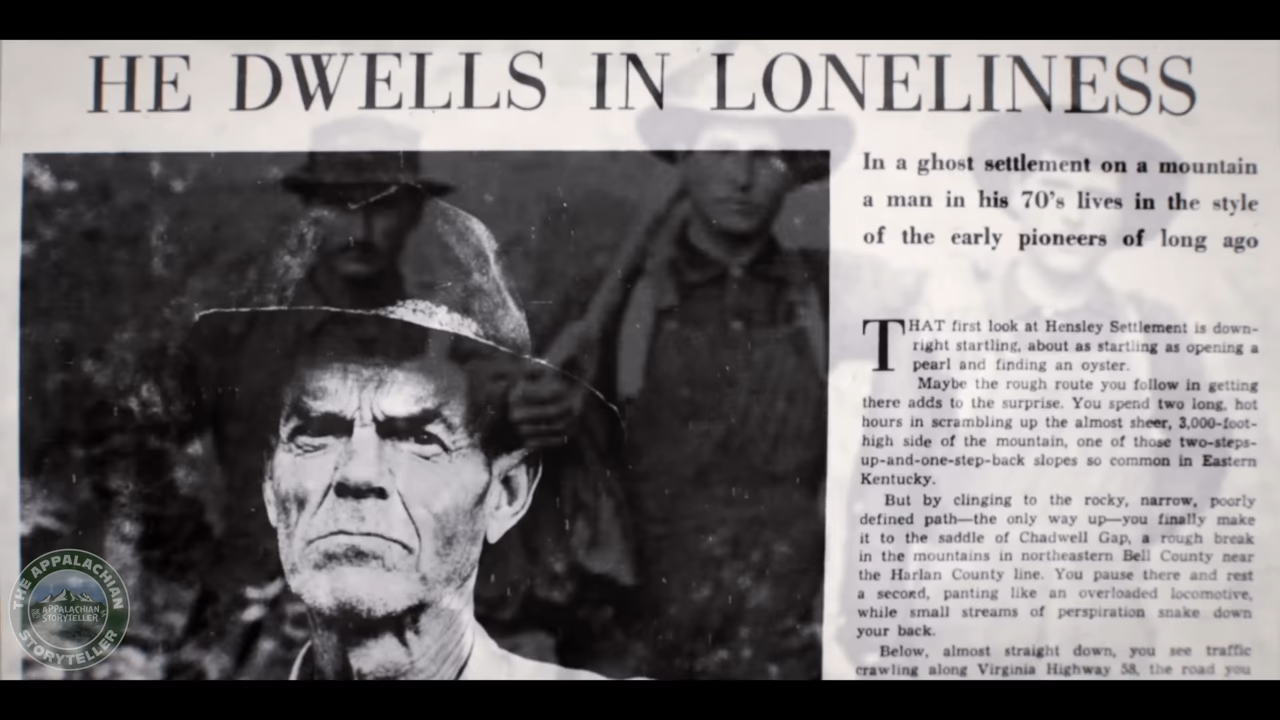 HE DWELLS IN LONELINESS
In a ghost settlement on a mountain
a man in his 70's lives in the style
of the early pioneers of long ago
THAT first look at Hensley Settlement is down-
right startling, about as startling as opening a
pearl and finding an oyster.
Maybe the rough route you follow in getting
there adds to the surprise. You spend two long, hot
hours in scrambling up the almost sheer, 3,000-foot-
high side of the mountain, one of those two-steps-
up-and-one-step-back slopes so common in Eastern
Kentucky.
But by clinging to the rocky, narrow, poorly
defined path—the only way up—you finally make
it to the saddle of Chadwell Gap, a rough break
in the mountains in northeastern Bell County near
the Harlan County line. You pause there and rest
a second, panting like an overloaded locomotive,
while small streams of perspiration snake down
your back.
Below, almost straight down, you see traffic
crawling along Virginia Highway 58, the road you
THE APPALACHIAN
THE APPALACHIAN
STORYTELLER
STORYTELLER